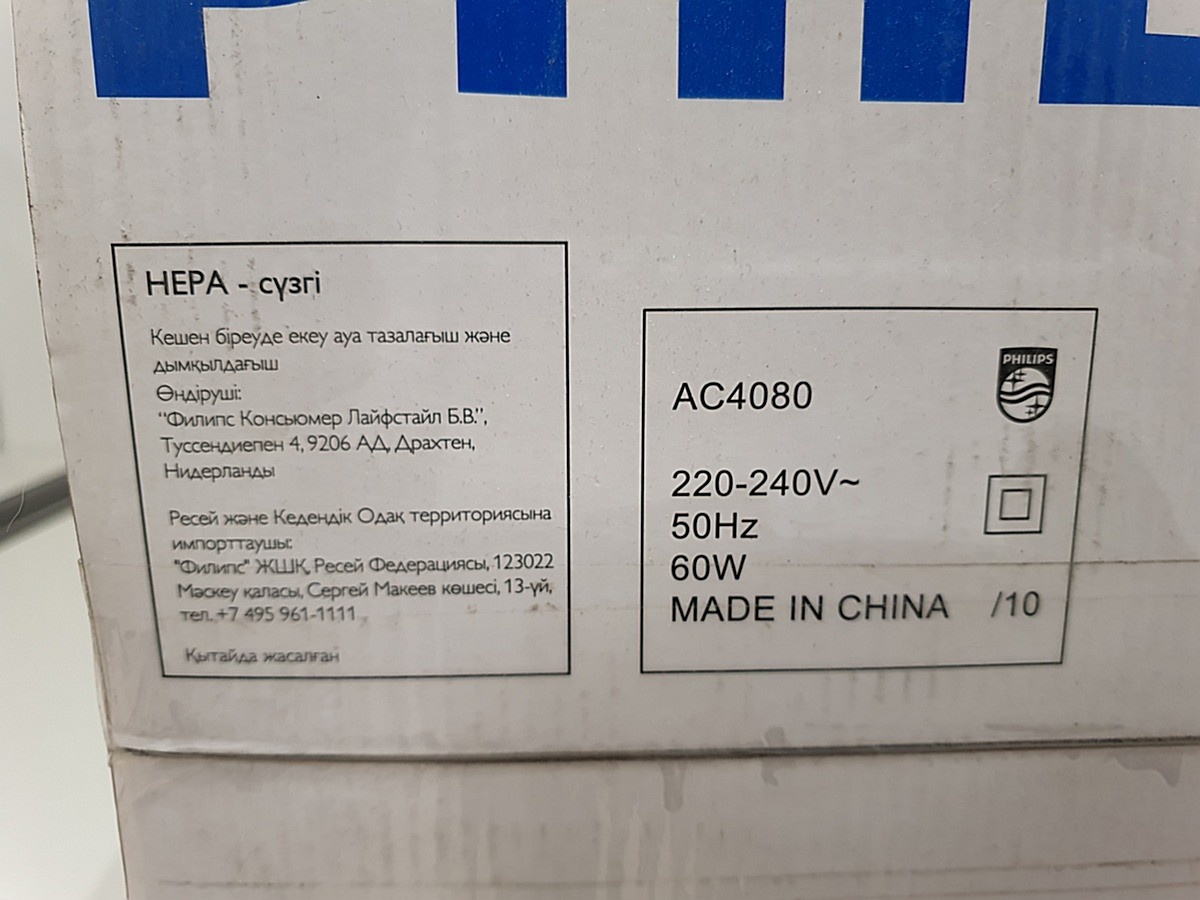 HEPA - сүзгі
Кешен біреуде екеу ауа тазалағыш және
дымқылдағыш
Өндіруші:
“Филипс Консьюмер Лайфстайл Б.В.”,
Туссендиепен 4, 9206 АД, Драхтен,
Нидерланды
Ресей және Кедендік Одақ территориясына
импорттаушы:
"Филипс" ЖШҚ, Ресей Федерациясы, 123022
Мәскеу қаласы, Сергей Макеев көшесі, 13-үй,
тел. +7 495 961-1111
Қытайда жасалған
PHILIPS
AC4080
220-240V~
50Hz
60W
MADE IN CHINA /10